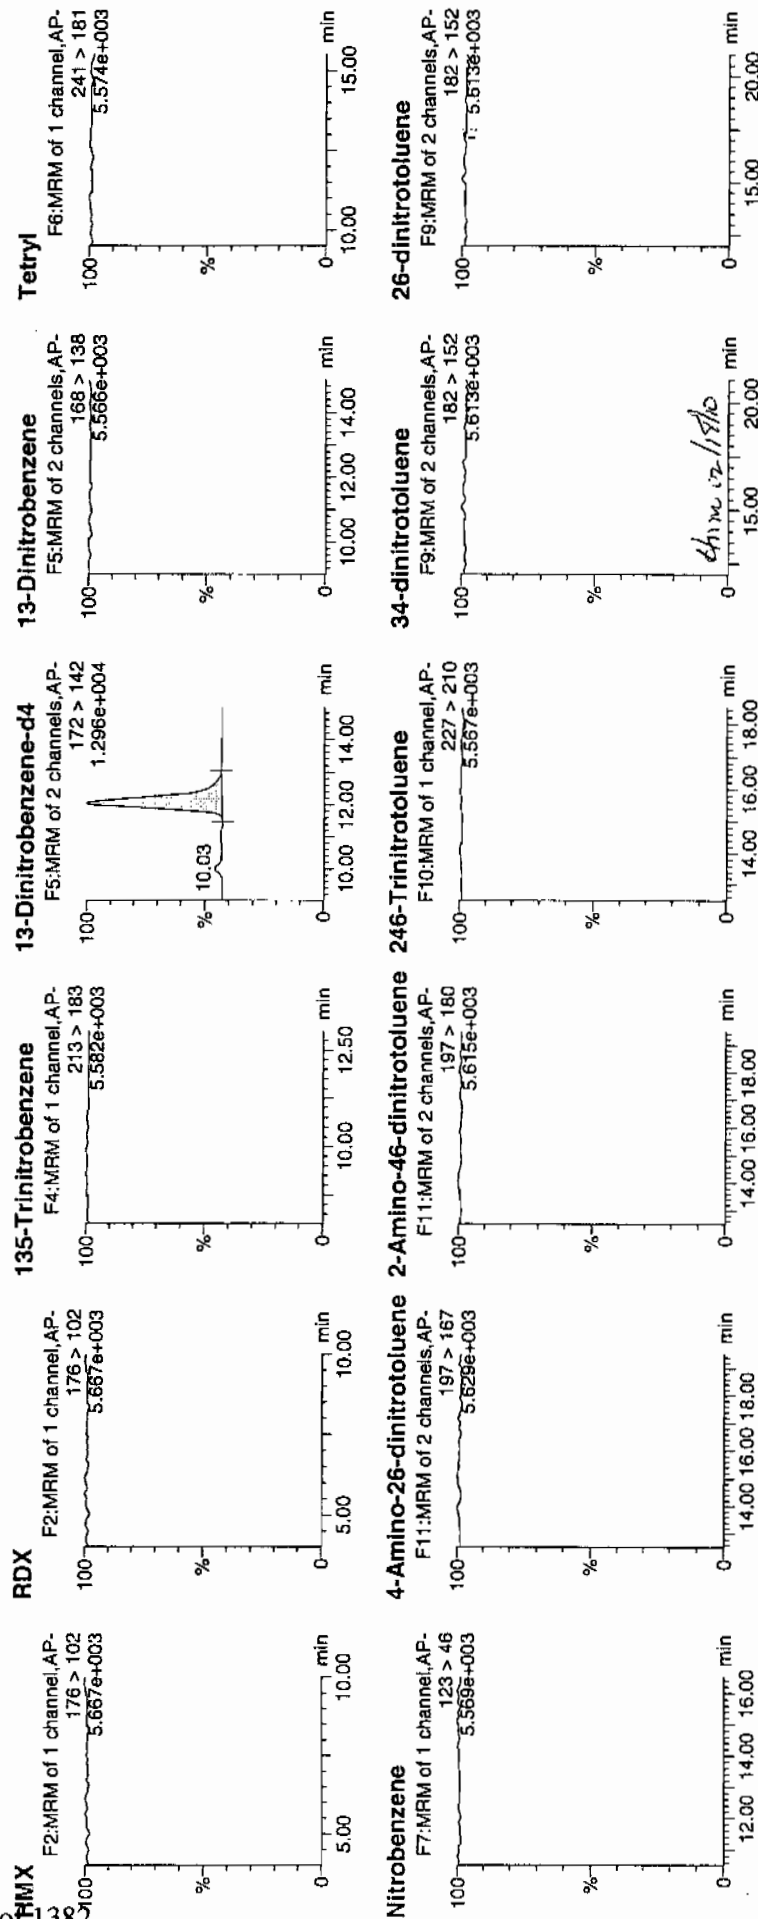 HMX
F2:MRM of 1 channel,AP-
176 > 102
5.667e+003
100
%
0
5.00
10.00
min
RDX
F2:MRM of 1 channel,AP-
176 > 102
5.667e+003
100
%
0
5.00
10.00
min
135-Trinitrobenzene
F4:MRM of 1 channel,AP-
213 > 183
5.582e+003
100
%
0
10.00
12.50
min
13-Dinitrobenzene-d4
F5:MRM of 2 channels,AP-
172 > 142
1.296e+004
100
%
0
10.03
10.00
12.00
14.00
min
13-Dinitrobenzene
F5:MRM of 2 channels,AP-
168 > 138
5.566e+003
100
%
0
10.00
12.00
14.00
min
Tetryl
F6:MRM of 1 channel,AP-
241 > 181
5.574e+003
100
%
0
10.00
15.00
min
Nitrobenzene
F7:MRM of 1 channel,AP-
123 > 46
5.569e+003
100
%
0
12.00
14.00
16.00
min
4-Amino-26-dinitrotoluene
F11:MRM of 2 channels,AP-
197 > 167
5.629e+003
100
%
0
14.00
16.00
18.00
min
2-Amino-46-dinitrotoluene
F11:MRM of 2 channels,AP-
197 > 180
5.615e+003
100
%
0
14.00
16.00
18.00
min
246-Trinitrotoluene
F10:MRM of 1 channel,AP-
227 > 210
5.567e+003
100
%
0
14.00
16.00
18.00
min
34-dinitrotoluene
F9:MRM of 2 channels,AP-
182 > 152
5.613e+003
100
%
0
15.00
20.00
min
26-dinitrotoluene
F9:MRM of 2 channels,AP-
182 > 152
5.613e+003
100
%
0
15.00
20.00
min
1382